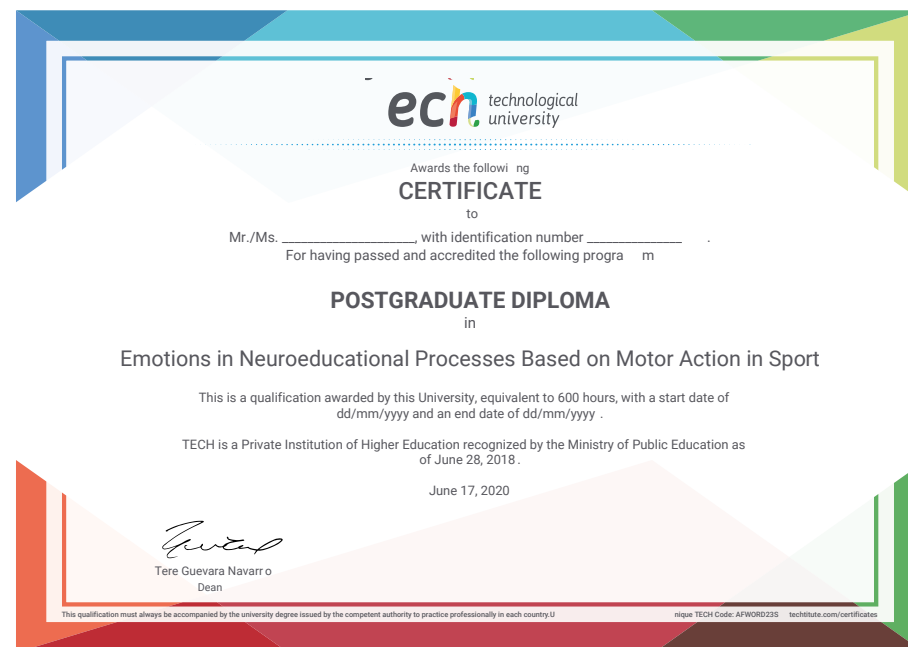 ech technological
university
Awards the followi ng
CERTIFICATE
to
Mr./Ms. _____________________, with identification number _______________ .
For having passed and accredited the following progra m
POSTGRADUATE DIPLOMA
in
Emotions in Neuroeducational Processes Based on Motor Action in Sport
This is a qualification awarded by this University, equivalent to 600 hours, with a start date of
dd/mm/yyyy and an end date of dd/mm/yyyy .
TECH is a Private Institution of Higher Education recognized by the Ministry of Public Education as
of June 28, 2018 .
June 17, 2020
Tere Guevara Navarr o
Dean
This qualification must always be accompanied by the university degree issued by the competent authority to practice professionally in each country.U nique TECH Code: AFWORD23S techtitute.com/certificates